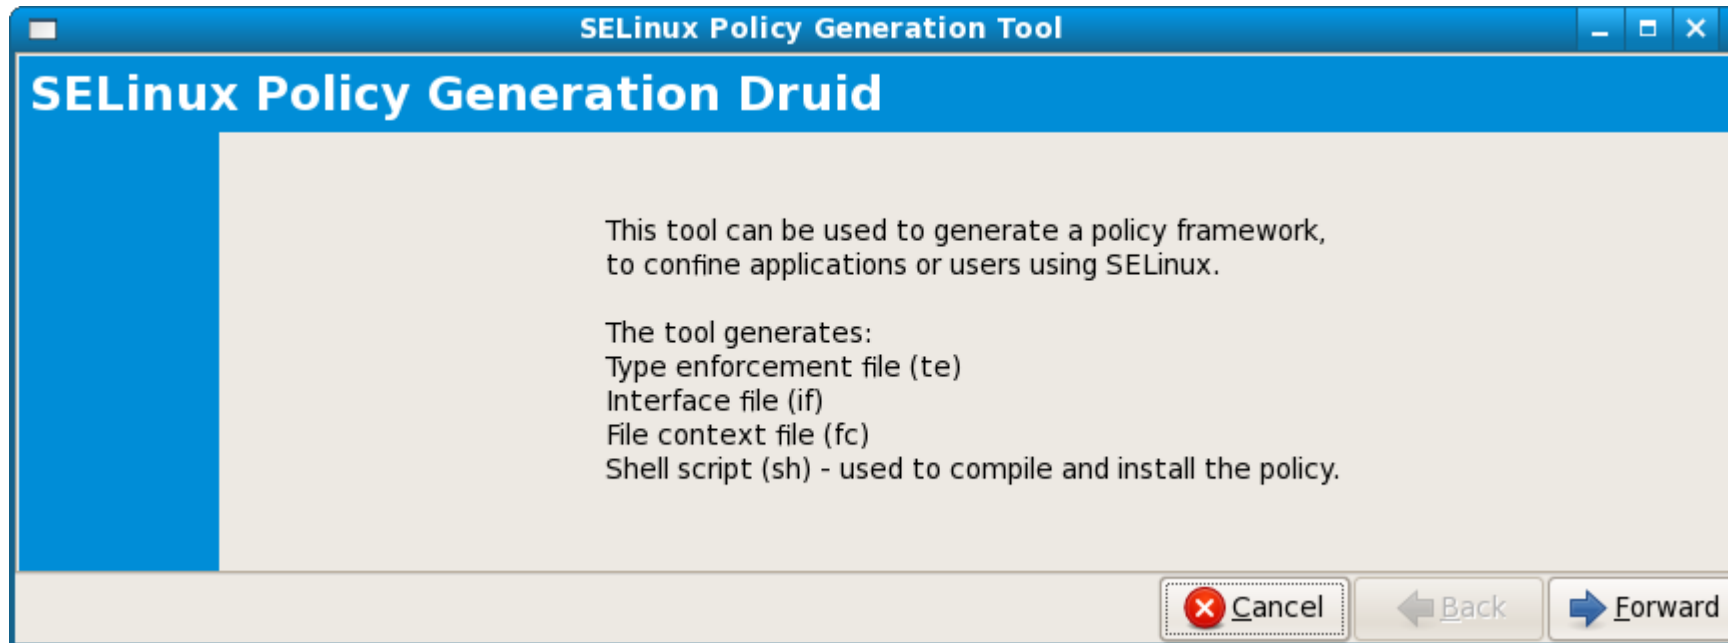 SELinux Policy Generation Tool
SELinux Policy Generation Druid
This tool can be used to generate a policy framework,
to confine applications or users using SELinux.
The tool generates:
Type enforcement file (te)
Interface file (if)
File context file (fc)
Shell script (sh) - used to compile and install the policy.
Cancel
Back
Forward